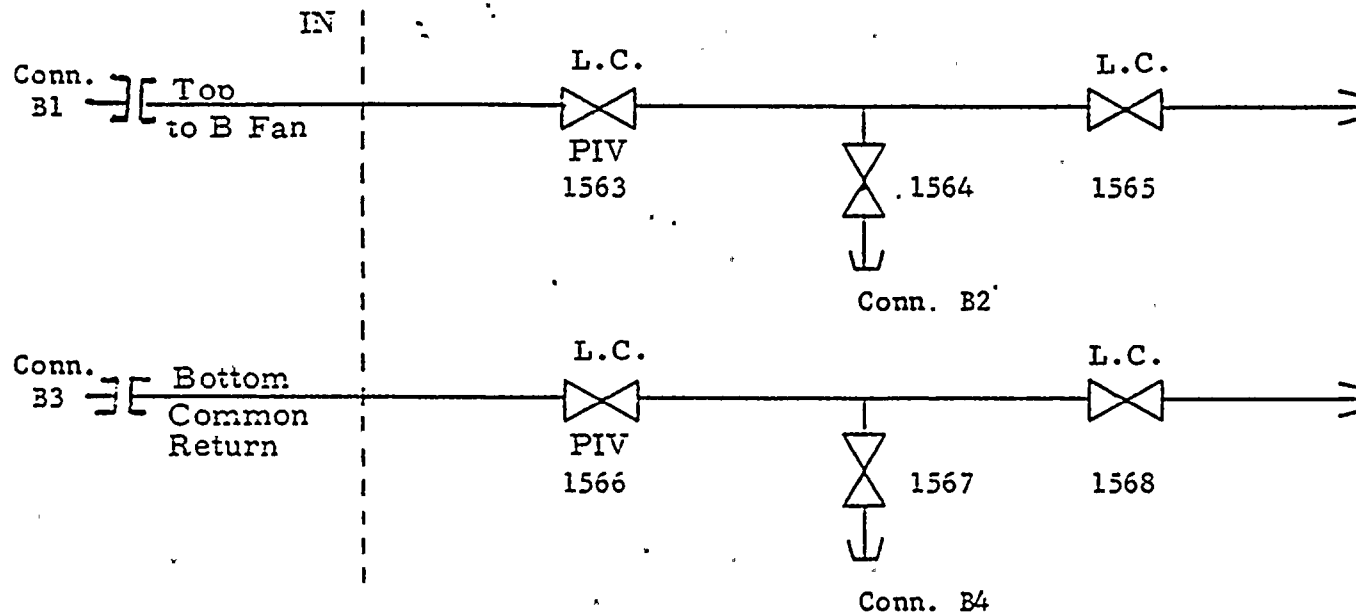 IN
Conn.
B1
Top
to B Fan
L.C.
PIV
1563
1564
L.C.
1565
Conn. B2
Conn.
B3
Bottom
Common
Return
L.C.
PIV
1566
1567
L.C.
1568
Conn. B4